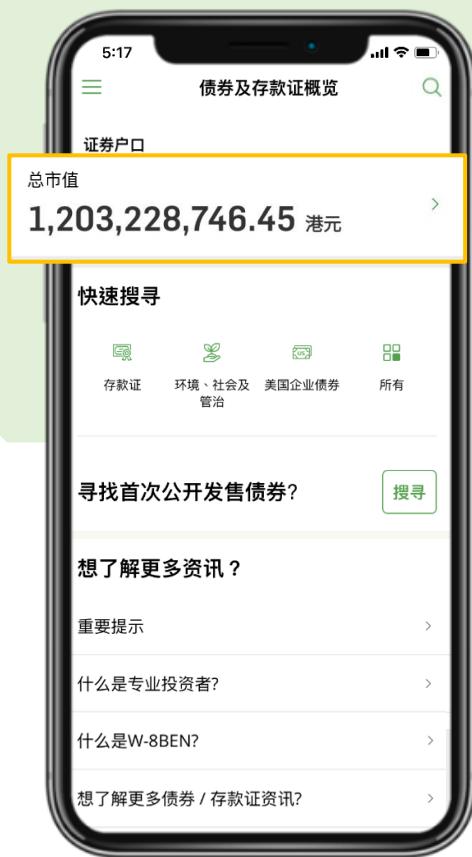 5:17
债券及存款证概览
证券户口
总市值
1,203,228,746.45 港元
快速搜寻
存款证
环境、社会及
管治
US
美国企业债券
所有
寻找首次公开发售债券?
搜寻
想了解更多资讯？
重要提示
什么是专业投资者?
什么是W-8BEN?
想了解更多债券 / 存款证资讯?